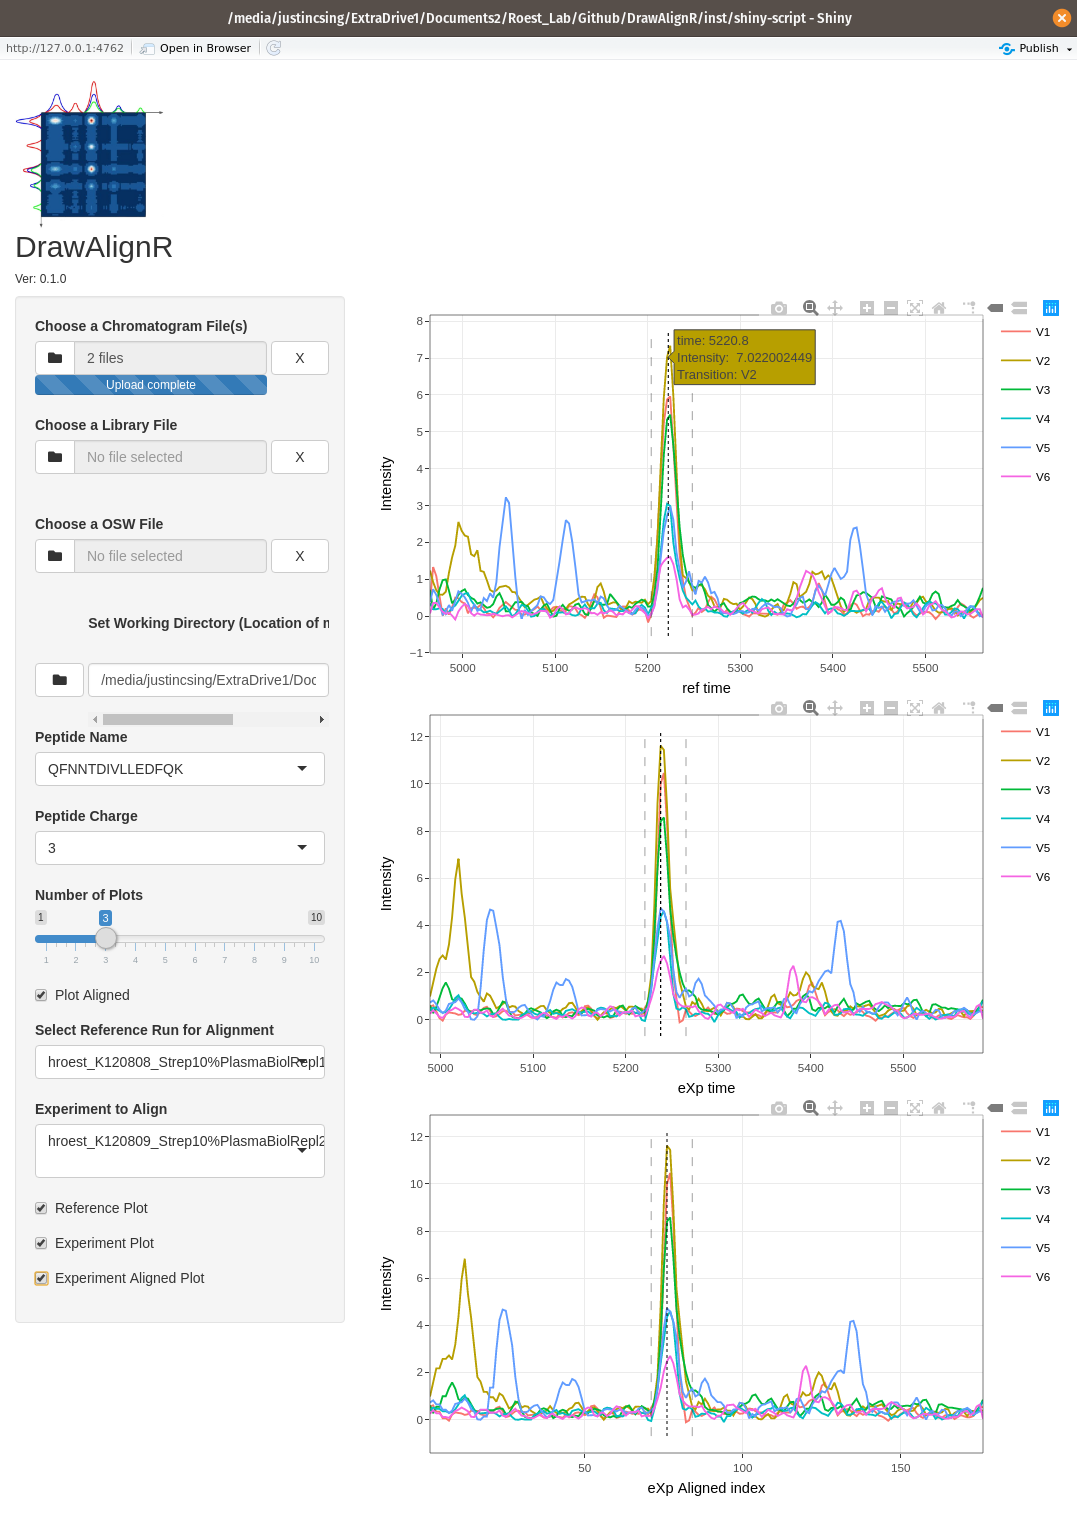 /media/justincsing/ExtraDrive1/Documents2/Roest_Lab/Github/DrawAlignR/inst/shiny-script - Shiny
http://127.0.0.1:4762 Open in Browser Publish
DrawAlignR
Ver: 0.1.0
Choose a Chromatogram File(s)
2 files X
Upload complete
Choose a Library File
No file selected X
Choose a OSW File
No file selected X
Set Working Directory (Location of
/media/justincsing/ExtraDrive1/Doc
Peptide Name
QFNNTDIVLLEDFQK
Peptide Charge
3
Number of Plots
1 3 10
1 2 3 4 5 6 7 8 9 10
Plot Aligned
Select Reference Run for Alignment
hroest_K120808_Strep10%PlasmaBiolRepl1
Experiment to Align
hroest_K120809_Strep10%PlasmaBiolRepl2
Reference Plot
Experiment Plot
Experiment Aligned Plot
8
7
6
5
4
3
2
1
0
−1
Intensity
time: 5220.8
Intensity: 7.022002449
Transition: V2
5000 5100 5200 5300 5400 5500
ref time
V1
V2
V3
V4
V5
V6
12
10
8
6
4
2
0
Intensity
5000 5100 5200 5300 5400 5500
eXp time
V1
V2
V3
V4
V5
V6
12
10
8
6
4
2
0
Intensity
50 100 150
eXp Aligned index
V1
V2
V3
V4
V5
V6